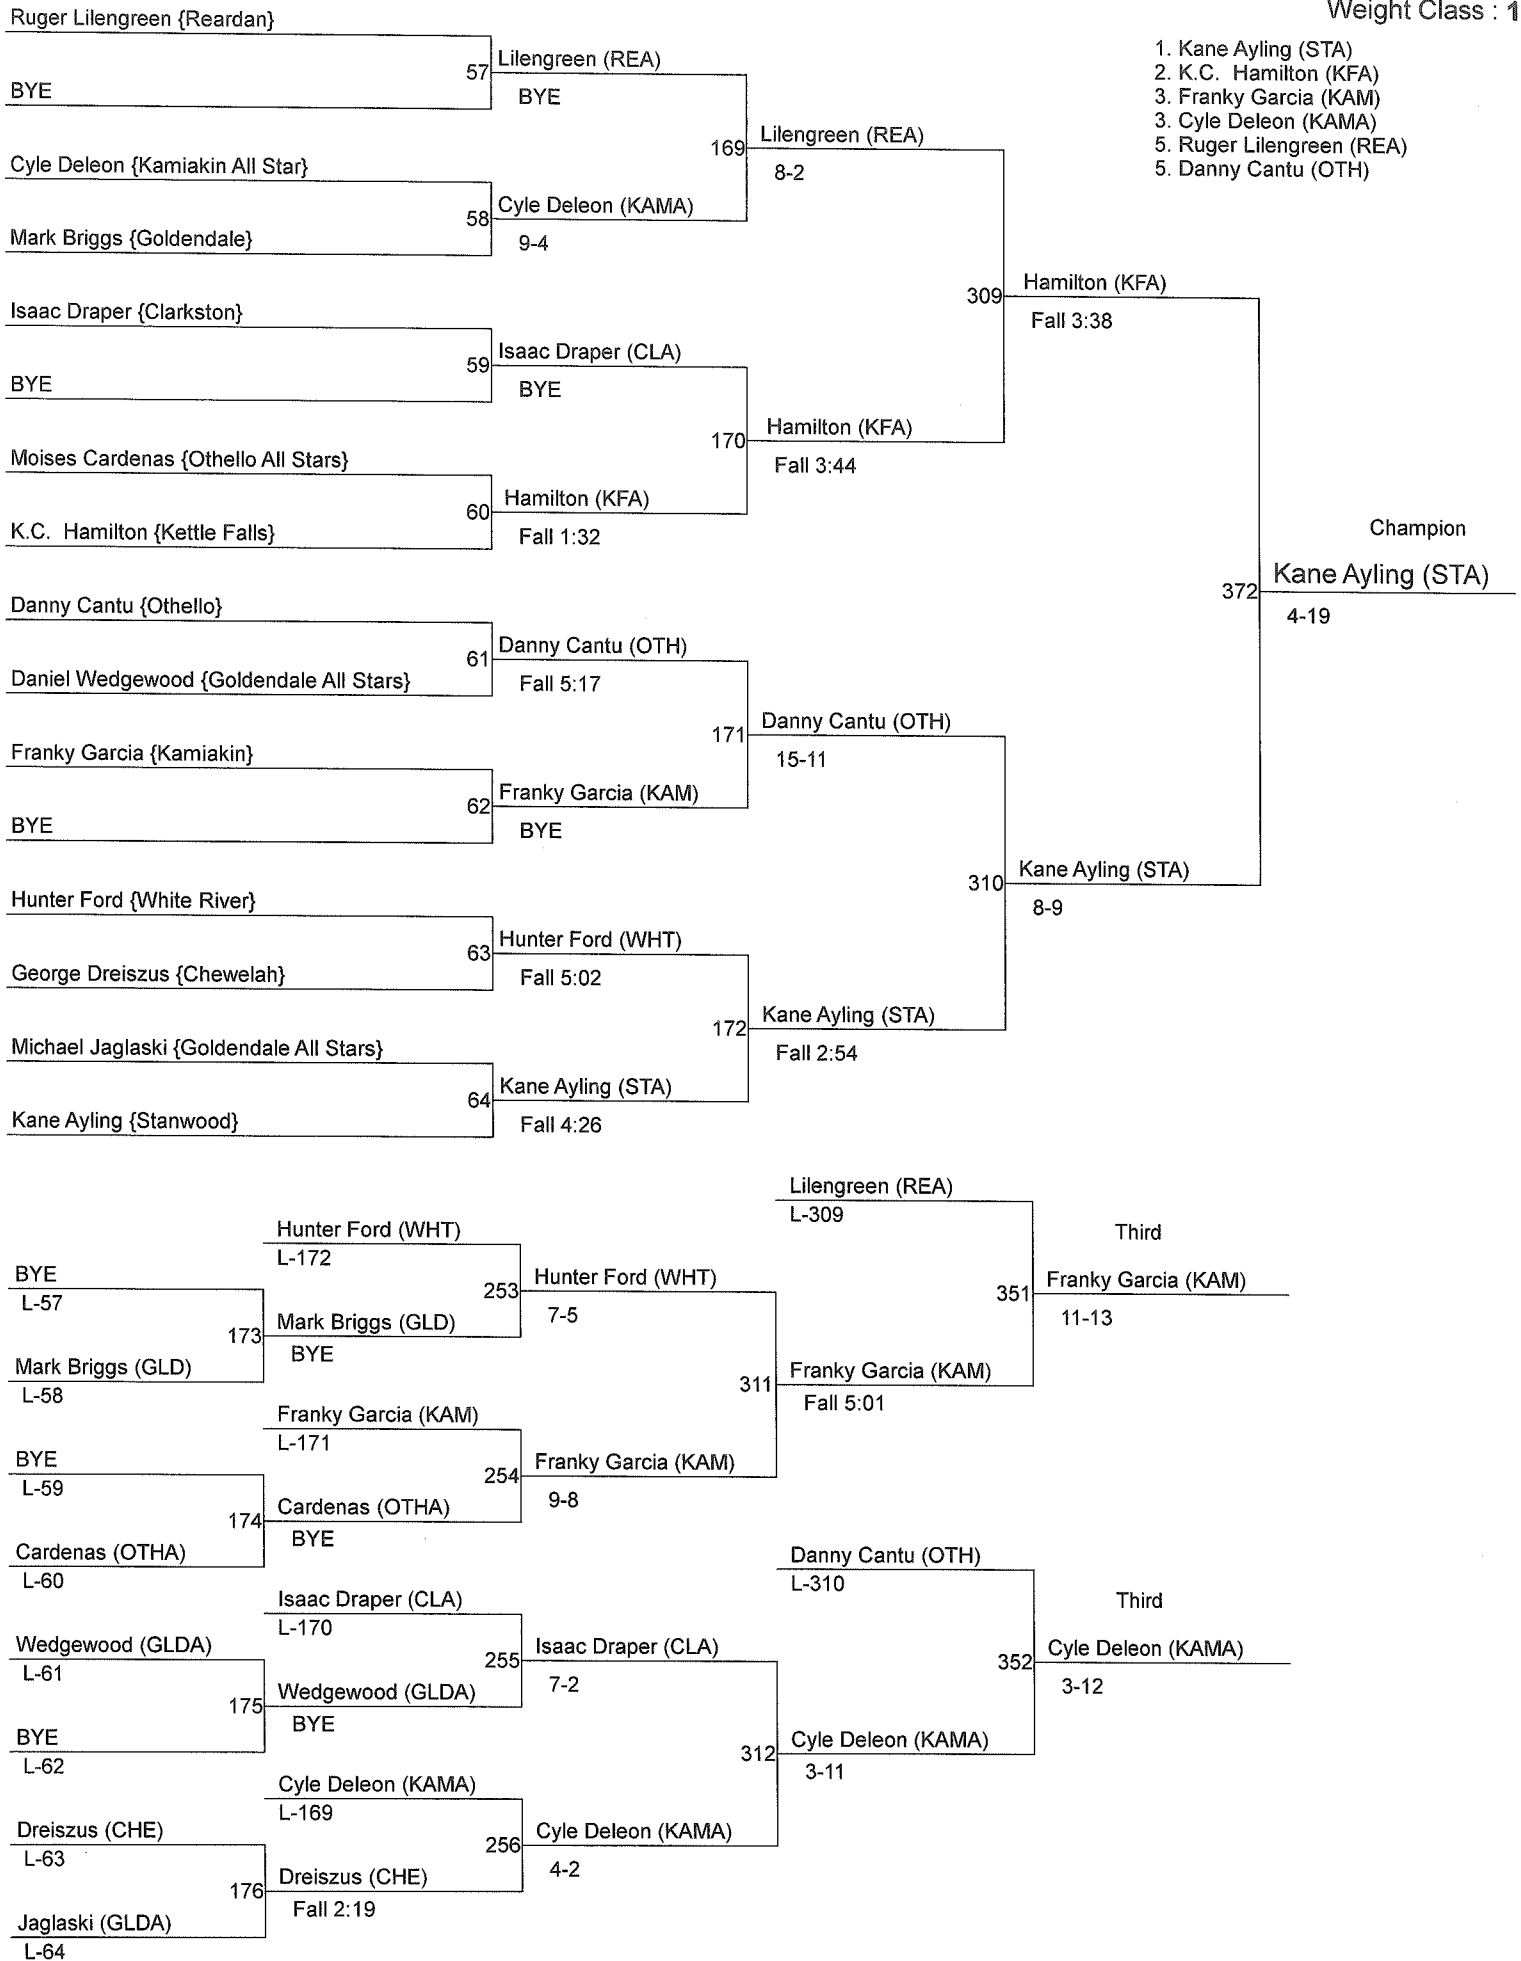 Weight Class : 1
1. Kane Ayling (STA)
2. K.C. Hamilton (KFA)
3. Franky Garcia (KAM)
3. Cyle Deleon (KAMA)
5. Ruger Lilengreen (REA)
5. Danny Cantu (OTH)
Ruger Lilengreen {Reardan}
BYE
Cyle Deleon {Kamiakin All Star}
Mark Briggs {Goldendale}
Isaac Draper {Clarkston}
BYE
Moises Cardenas {Othello All Stars}
K.C. Hamilton {Kettle Falls}
Danny Cantu {Othello}
Daniel Wedgewood {Goldendale All Stars}
Franky Garcia {Kamiakin}
BYE
Hunter Ford {White River}
George Dreiszus {Chewelah}
Michael Jaglaski {Goldendale All Stars}
Kane Ayling {Stanwood}
57 Lilengreen (REA)
BYE
58 Cyle Deleon (KAMA)
9-4
59 Isaac Draper (CLA)
BYE
60 Hamilton (KFA)
Fall 1:32
61 Danny Cantu (OTH)
Fall 5:17
62 Franky Garcia (KAM)
BYE
63 Hunter Ford (WHT)
Fall 5:02
64 Kane Ayling (STA)
Fall 4:26
169 Lilengreen (REA)
8-2
170 Hamilton (KFA)
Fall 3:44
171 Danny Cantu (OTH)
15-11
172 Kane Ayling (STA)
Fall 2:54
309 Hamilton (KFA)
Fall 3:38
310 Kane Ayling (STA)
8-9
Champion
372 Kane Ayling (STA)
4-19
BYE
L-57
Mark Briggs (GLD)
L-58
BYE
L-59
Cardenas (OTHA)
L-60
Wedgewood (GLDA)
L-61
BYE
L-62
Dreiszus (CHE)
L-63
Jaglaski (GLDA)
L-64
Hunter Ford (WHT)
L-172
173 Mark Briggs (GLD)
BYE
Franky Garcia (KAM)
L-171
174 Cardenas (OTHA)
BYE
Isaac Draper (CLA)
L-170
175 Wedgewood (GLDA)
BYE
Cyle Deleon (KAMA)
L-169
176 Dreiszus (CHE)
Fall 2:19
253 Hunter Ford (WHT)
7-5
254 Franky Garcia (KAM)
9-8
255 Isaac Draper (CLA)
7-2
256 Cyle Deleon (KAMA)
4-2
Lilengreen (REA)
L-309
311 Franky Garcia (KAM)
Fall 5:01
Danny Cantu (OTH)
L-310
312 Cyle Deleon (KAMA)
3-11
Third
351 Franky Garcia (KAM)
11-13
Third
352 Cyle Deleon (KAMA)
3-12